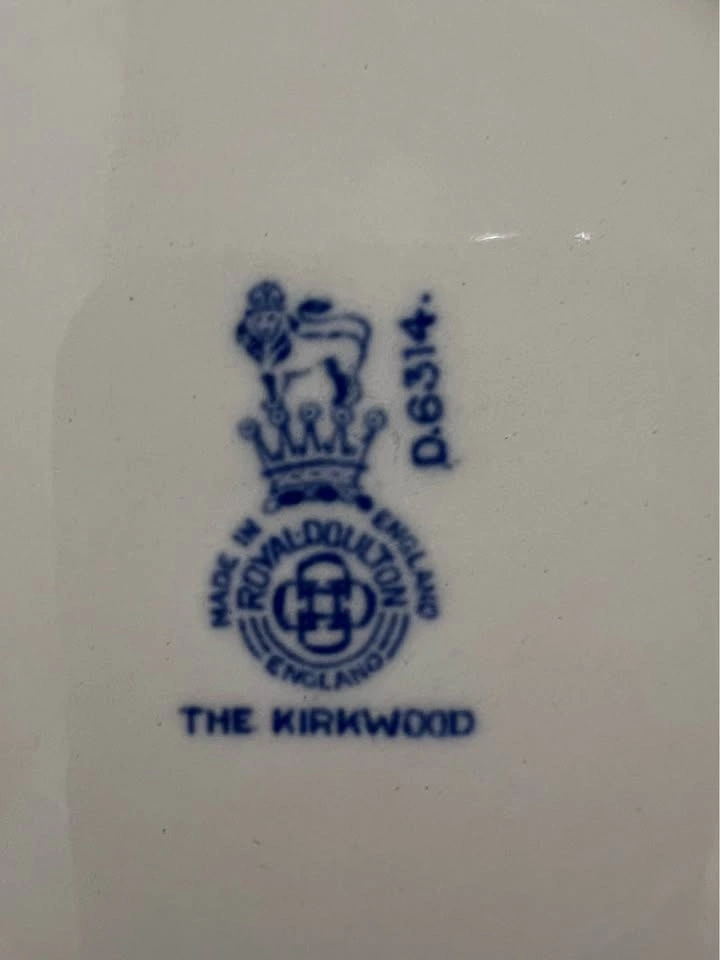 D.6314.
MADE IN ENGLAND
ROYAL·DOULTON
ENGLAND
THE KIRKWOOD